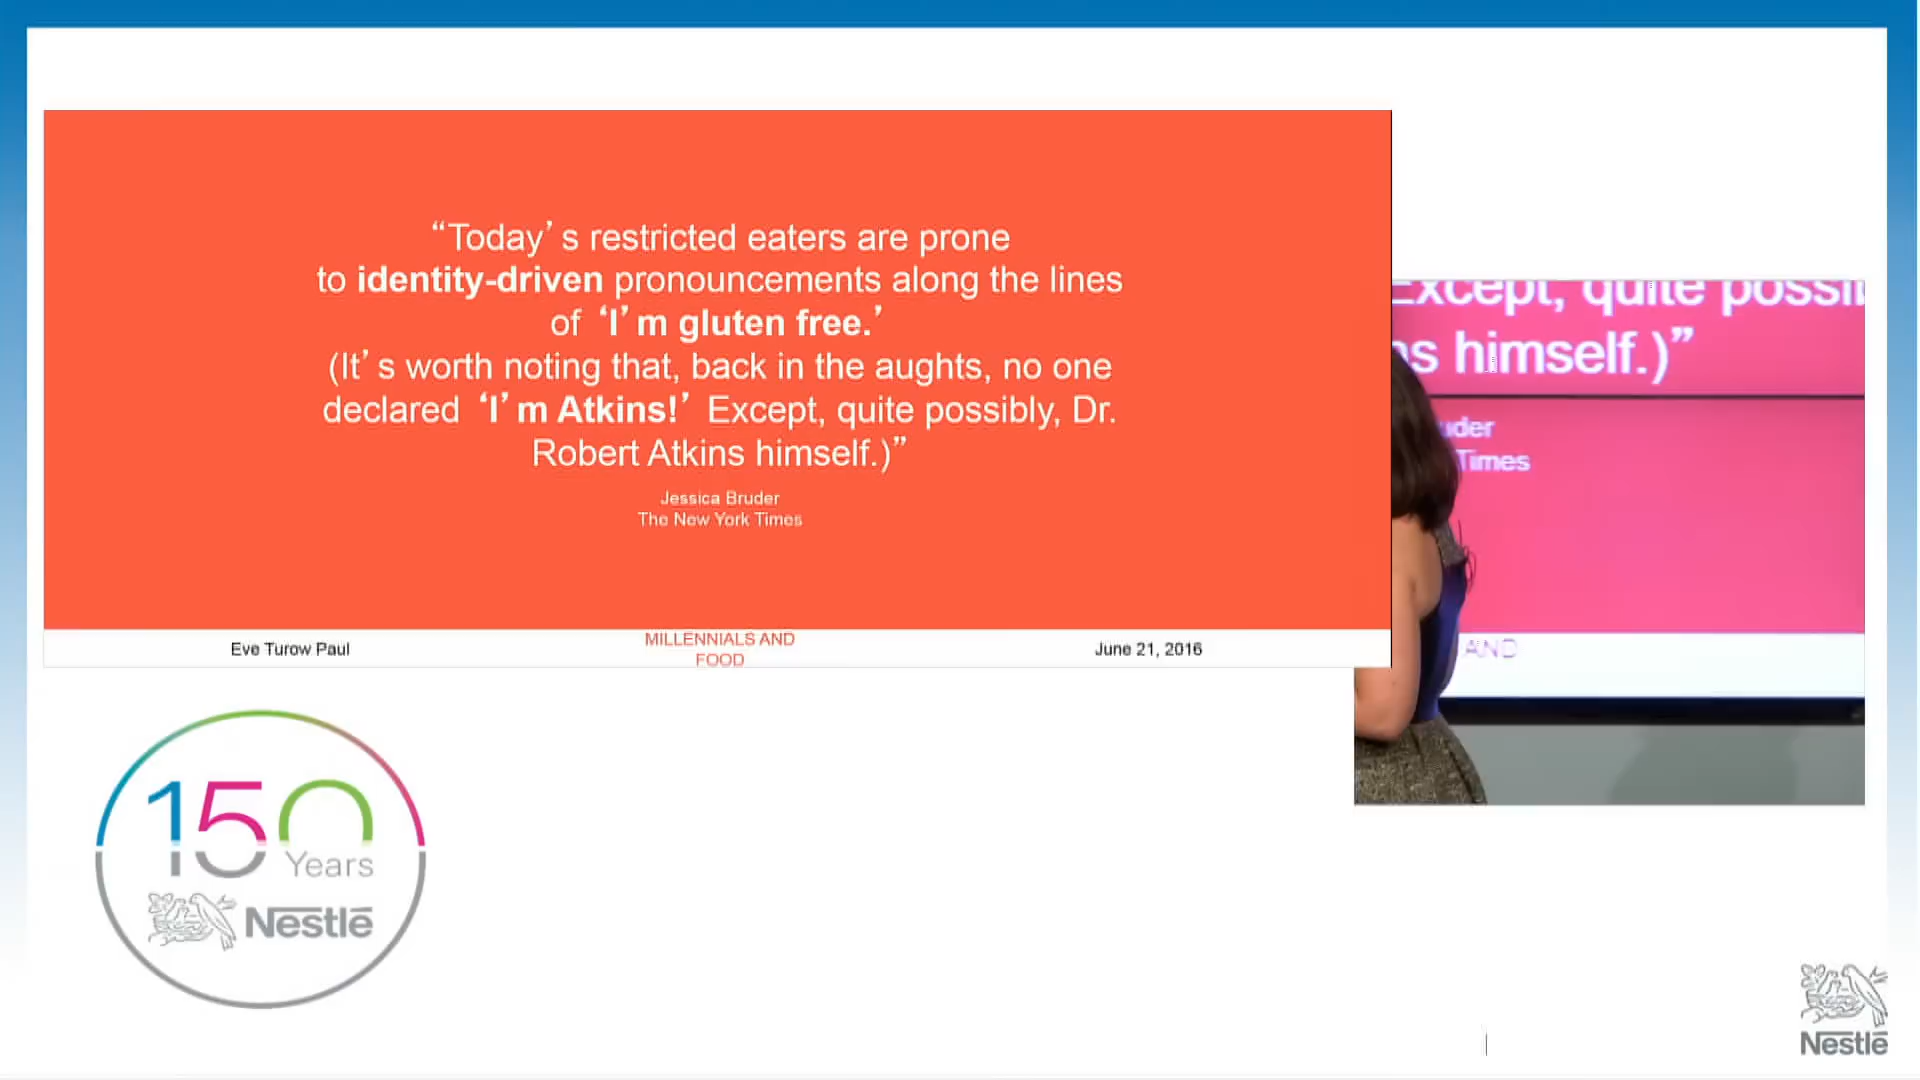 “Today’s restricted eaters are prone
to identity-driven pronouncements along the lines
of ‘I’m gluten free.’
(It’s worth noting that, back in the aughts, no one
declared ‘I’m Atkins!’ Except, quite possibly, Dr.
Robert Atkins himself.)”
Jessica Bruder
The New York Times
Eve Turow Paul
MILLENNIALS AND
FOOD
June 21, 2016
Except, quite possi
as himself.)”
uder
Times
AND
150
Years
Nestlē
Nestlē